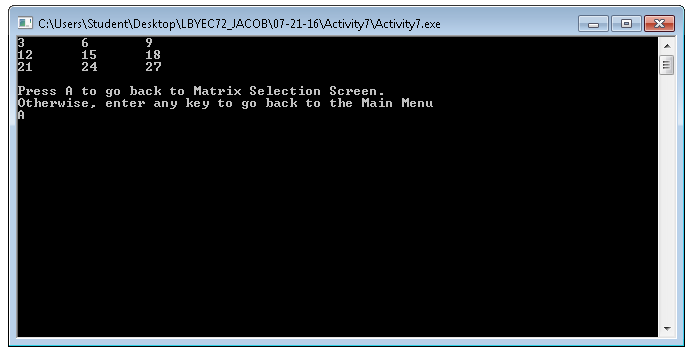 C:\Users\Student\Desktop\LBYEC72_JACOB\07-21-16\Activity7\Activity7.exe
3 6 9
12 15 18
21 24 27
Press A to go back to Matrix Selection Screen.
Otherwise, enter any key to go back to the Main Menu
A